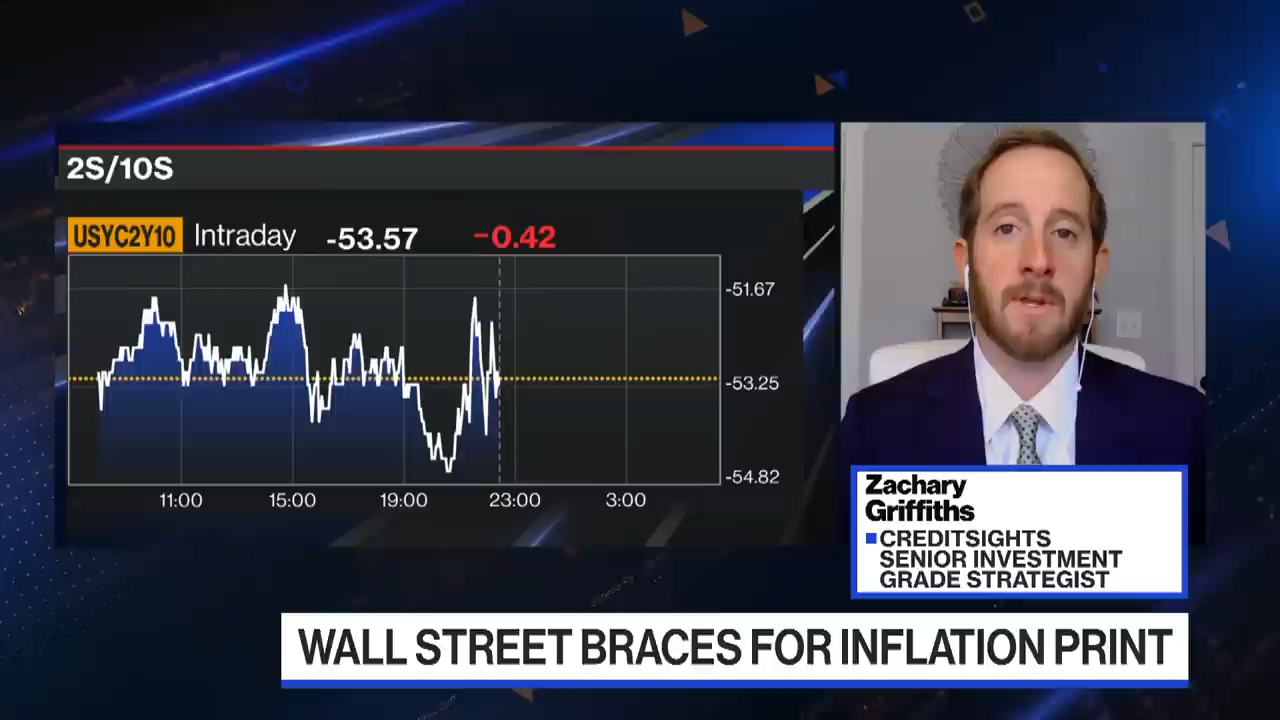 2S/10S
USYC2Y10 Intraday -53.57 -0.42
-51.67
-53.25
-54.82
11:00 15:00 19:00 23:00 3:00
Zachary
Griffiths
CREDITSIGHTS
SENIOR INVESTMENT
GRADE STRATEGIST
WALL STREET BRACES FOR INFLATION PRINT